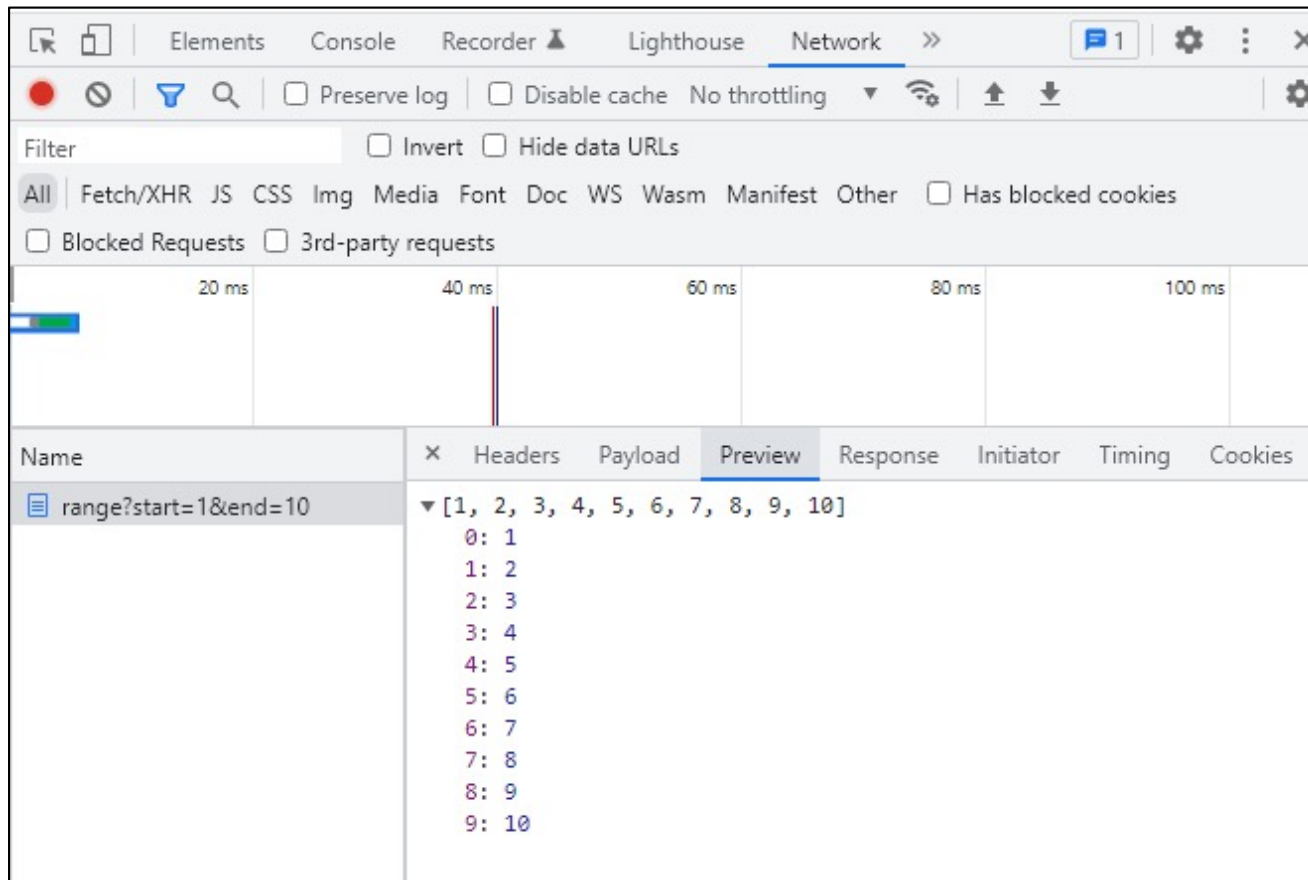 Elements Console Recorder Lighthouse Network » 1
Preserve log Disable cache No throttling
Filter Invert Hide data URLs
All Fetch/XHR JS CSS Img Media Font Doc WS Wasm Manifest Other Has blocked cookies
Blocked Requests 3rd-party requests
20 ms 40 ms 60 ms 80 ms 100 ms
Name × Headers Payload Preview Response Initiator Timing Cookies
range?start=1&end=10 ▼[1, 2, 3, 4, 5, 6, 7, 8, 9, 10]
0: 1
1: 2
2: 3
3: 4
4: 5
5: 6
6: 7
7: 8
8: 9
9: 10